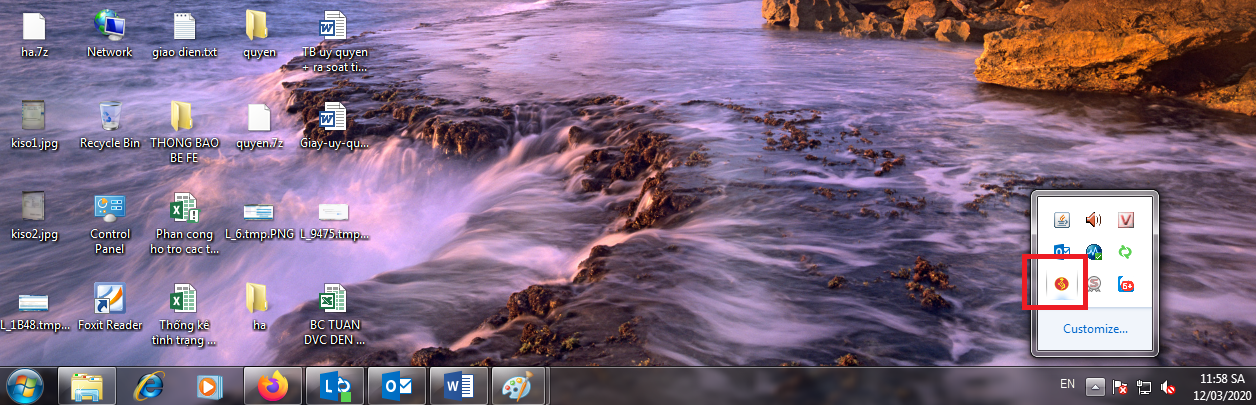 ha.7z
Network
giao dien.txt
quyen
TB ủy quyen
+ ra soat ti...
kiso1.jpg
Recycle Bin
THONG BAO
BE FE
quyen.7z
Giay-uy-qu...
kiso2.jpg
Control
Panel
Phan cong
ho tro cac t...
L_6.tmp.PNG
L_9475.tmp...
L_1B48.tmp...
Foxit Reader
Thống kê
tình trạng ...
ha
BC TUAN
DVC DEN ...
Customize...
EN
11:58 SA
12/03/2020